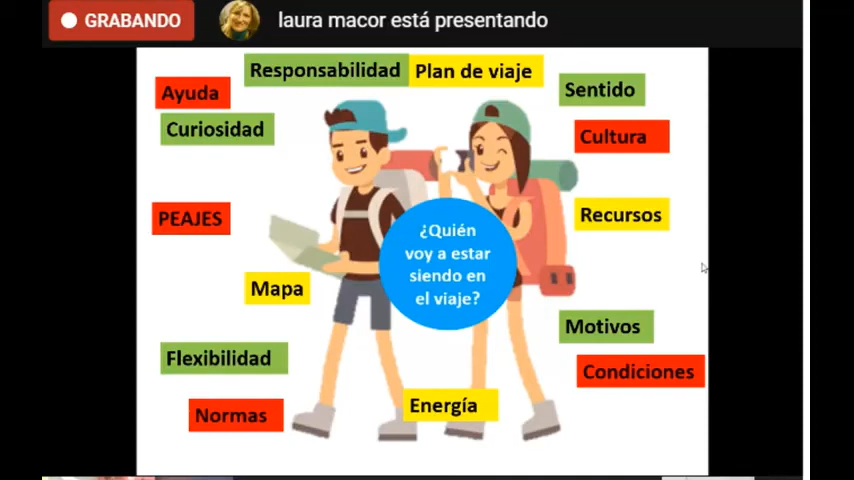 GRABANDO
laura macor está presentando
Responsabilidad
Plan de viaje
Ayuda
Sentido
Curiosidad
Cultura
PEAJES
Recursos
¿Quién
voy a estar
siendo en
el viaje?
Mapa
Motivos
Flexibilidad
Condiciones
Normas
Energía